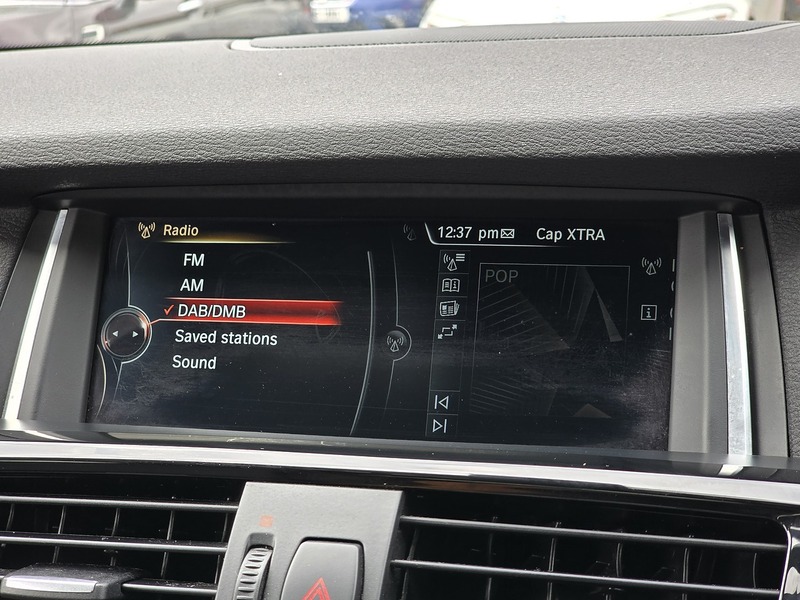 Radio
FM
AM
DAB/DMB
Saved stations
Sound
12:37 pm
Cap XTRA
POP
i